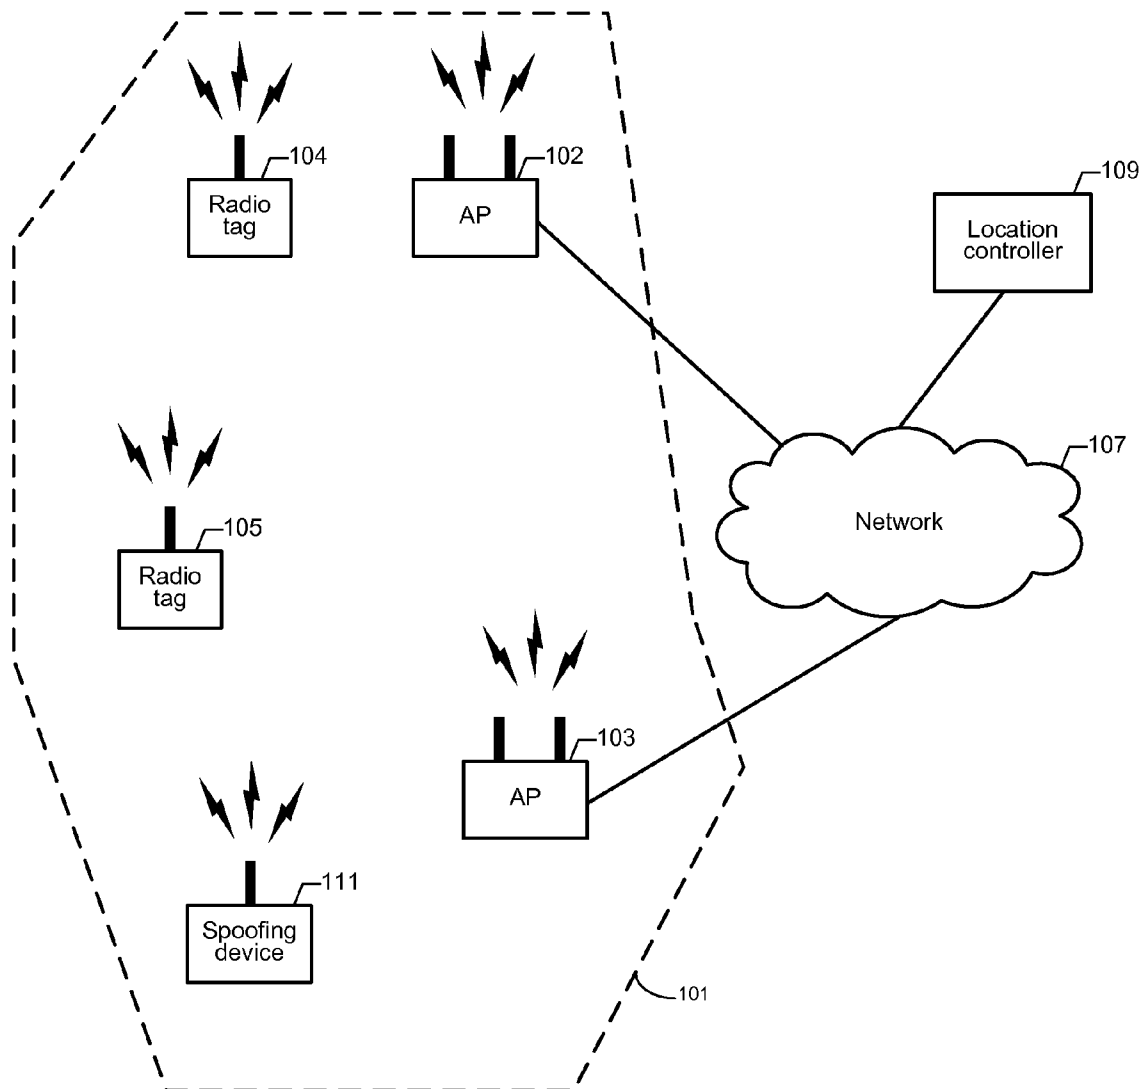 104
Radio
tag
102
AP
109
Location
controller
107
Network
105
Radio
tag
103
AP
111
Spoofing
device
101